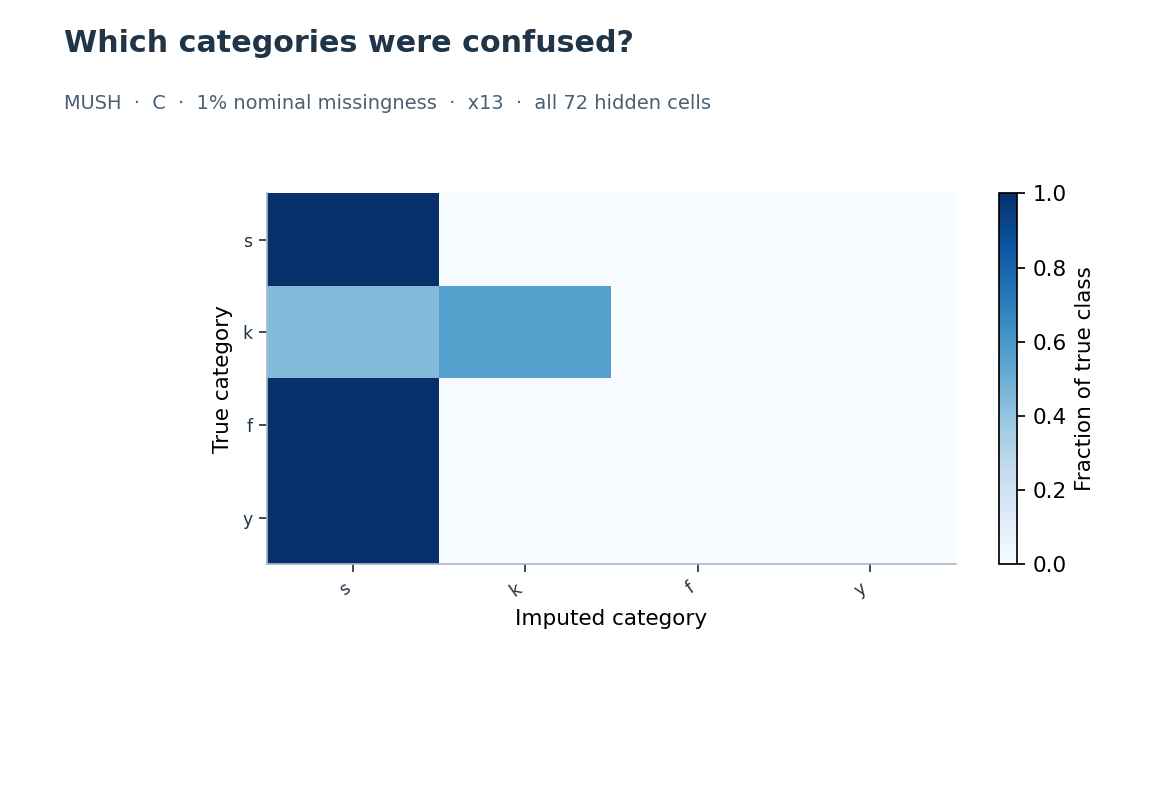 Which categories were confused?
MUSH · C · 1% nominal missingness · x13 · all 72 hidden cells
1.0
0.8
0.6
0.4
0.2
0.0
Fraction of true class
True category
s
k
f
y
s
k
f
y
Imputed category